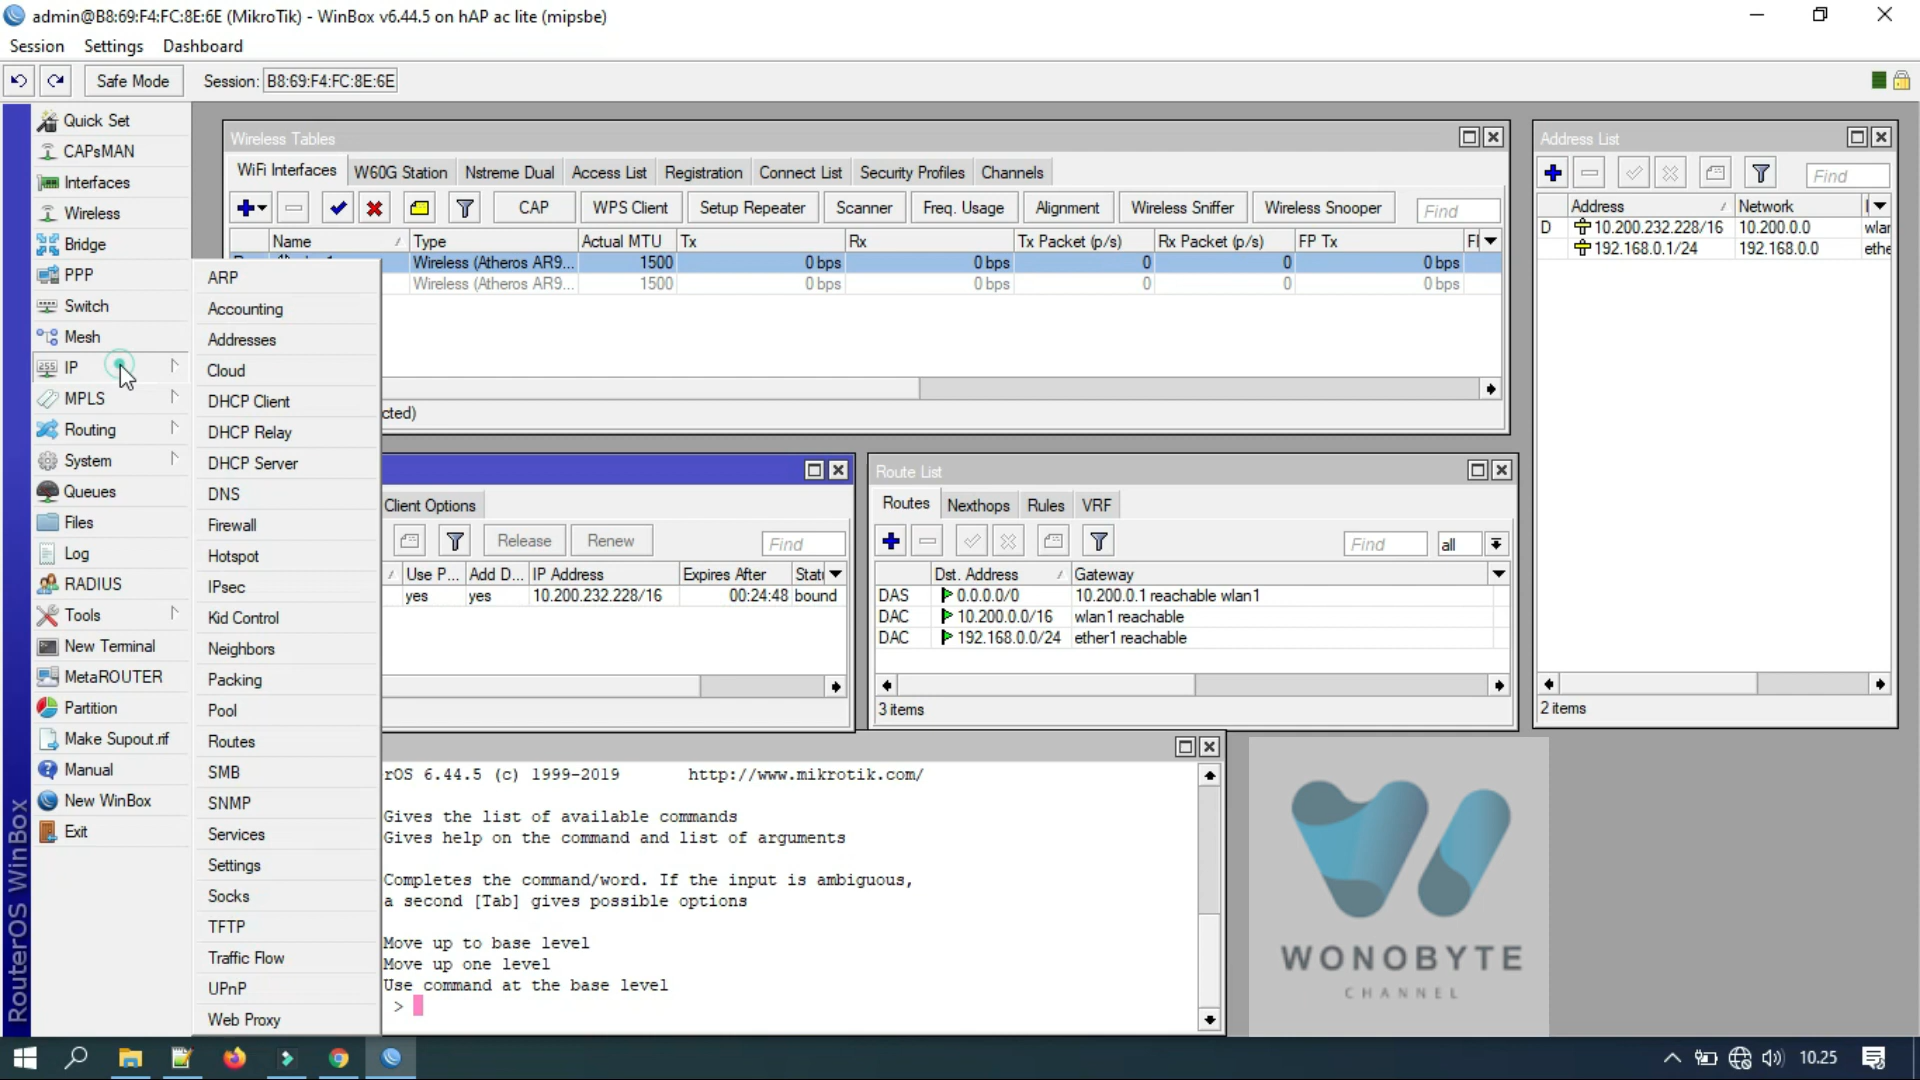 admin@B8:69:F4:FC:8E:6E (MikroTik) - WinBox v6.44.5 on hAP ac lite (mipsbe)
Session Settings Dashboard
Safe Mode Session: B8:69:F4:FC:8E:6E
Quick Set
CAPsMAN
Interfaces
Wireless
Bridge
PPP
Switch
Mesh
IP
MPLS
Routing
System
Queues
Files
Log
RADIUS
Tools
New Terminal
MetaROUTER
Partition
Make Supout.rif
Manual
New WinBox
Exit
RouterOS WinBox
ARP
Accounting
Addresses
Cloud
DHCP Client
DHCP Relay
DHCP Server
DNS
Firewall
Hotspot
IPsec
Kid Control
Neighbors
Packing
Pool
Routes
SMB
SNMP
Services
Settings
Socks
TFTP
Traffic Flow
UPnP
Web Proxy
Wireless Tables
WiFi Interfaces W60G Station Nstreme Dual Access List Registration Connect List Security Profiles Channels
CAP WPS Client Setup Repeater Scanner Freq. Usage Alignment Wireless Sniffer Wireless Snooper Find
Name Type Actual MTU Tx Rx Tx Packet (p/s) Rx Packet (p/s) FP Tx
Wireless (Atheros AR9... 1500 0 bps 0 bps 0 0 0 bps
Wireless (Atheros AR9... 1500 0 bps 0 bps 0 0 0 bps
cted)
Client Options
Release Renew Find
Use P... Add D... IP Address Expires After Stat
yes yes 10.200.232.228/16 00:24:48 bound
Route List
Routes Nexthops Rules VRF
Find all
Dst. Address Gateway
DAS 0.0.0.0/0 10.200.0.1 reachable wlan1
DAC 10.200.0.0/16 wlan1 reachable
DAC 192.168.0.0/24 ether1 reachable
3 items
Address List
Find
Address Network
D 10.200.232.228/16 10.200.0.0 wlan
192.168.0.1/24 192.168.0.0 ethe
2 items
rOS 6.44.5 (c) 1999-2019 http://www.mikrotik.com/
Gives the list of available commands
Gives help on the command and list of arguments
Completes the command/word. If the input is ambiguous,
a second [Tab] gives possible options
Move up to base level
Move up one level
Use command at the base level
>
WONOBYTE
CHANNEL
10.25